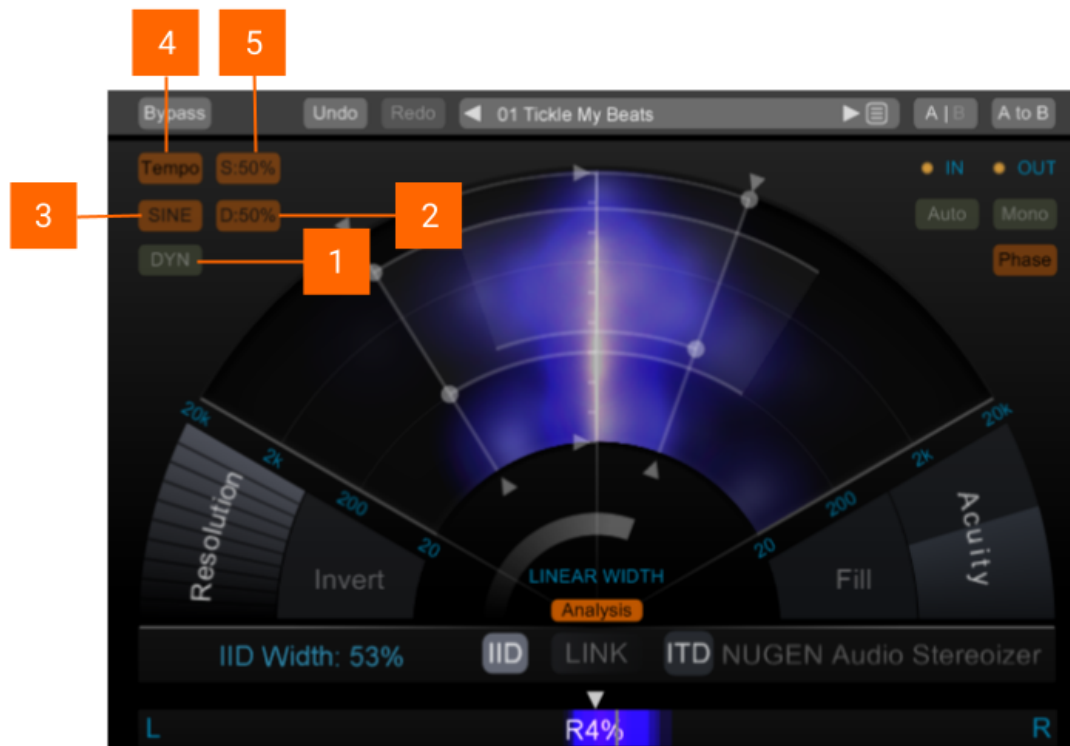 4 5
Bypass Undo Redo 01 Tickle My Beats A | B A to B
Tempo S:50% IN OUT
3 SINE D:50% 2 Auto Mono
DYN 1 Phase
20k 20k
2k 2k
200 200
20 20
Resolution Invert LINEAR WIDTH Fill Acuity
Analysis
IID Width: 53% IID LINK ITD NUGEN Audio Stereoizer
L R4% R